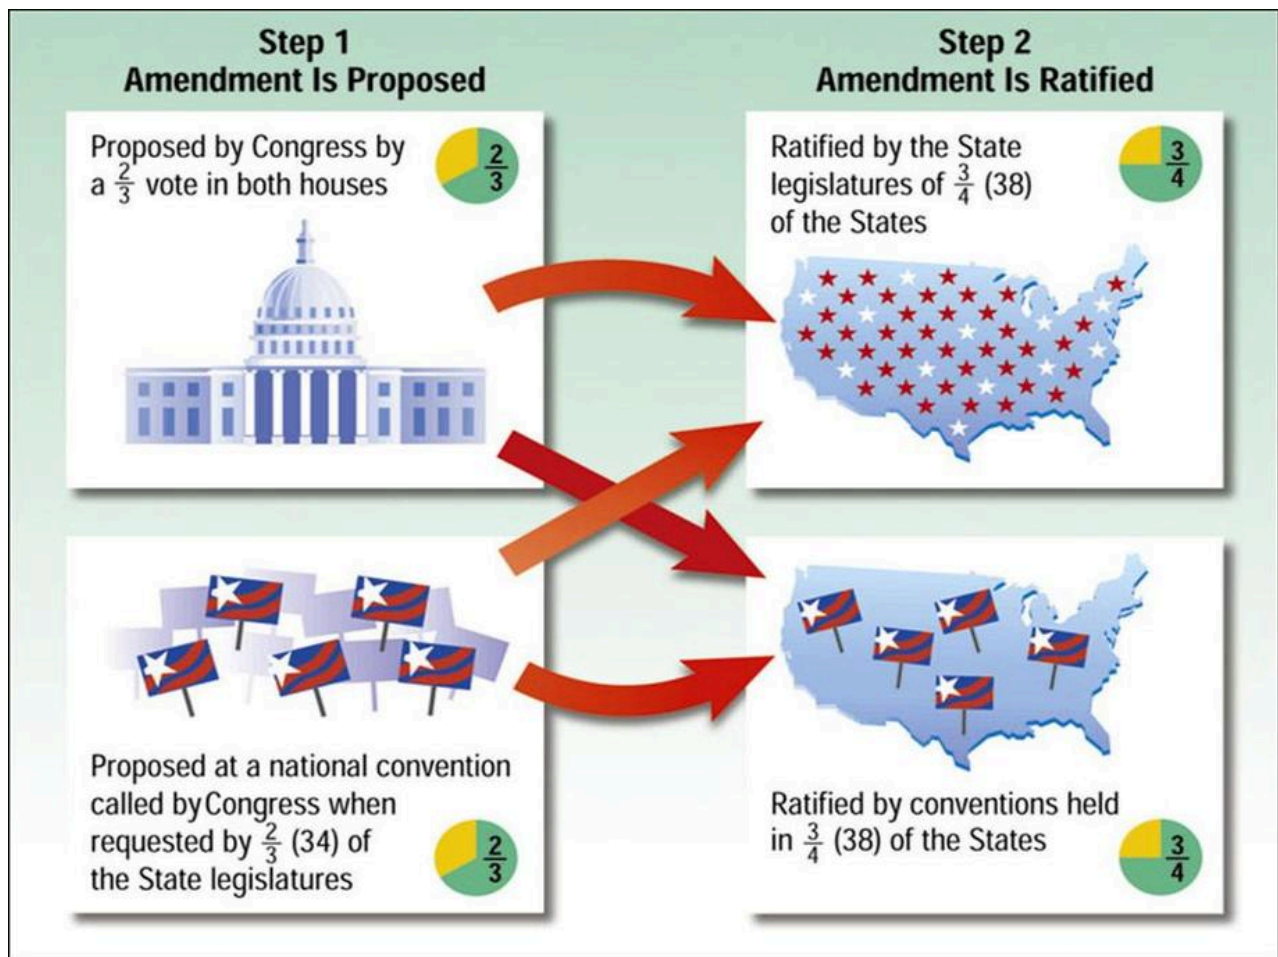 Step 1
Amendment Is Proposed
Proposed by Congress by
a 2/3 vote in both houses
2/3
Proposed at a national convention
called by Congress when
requested by 2/3 (34) of
the State legislatures
2/3
Step 2
Amendment Is Ratified
Ratified by the State
legislatures of 3/4 (38)
of the States
3/4
Ratified by conventions held
in 3/4 (38) of the States
3/4